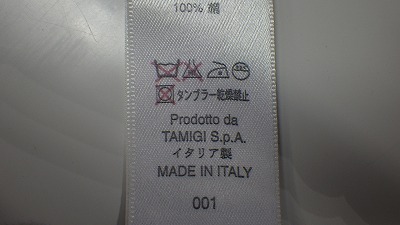 100% 絹
タンブラー乾燥禁止
Prodotto da
TAMIGI S.p.A.
イタリア製
MADE IN ITALY
001